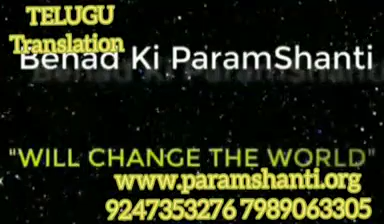 TELUGU
Translation
Behad Ki ParamShanti
"WILL CHANGE THE WORLD"
www.paramshanti.org
9247353276 7989063305